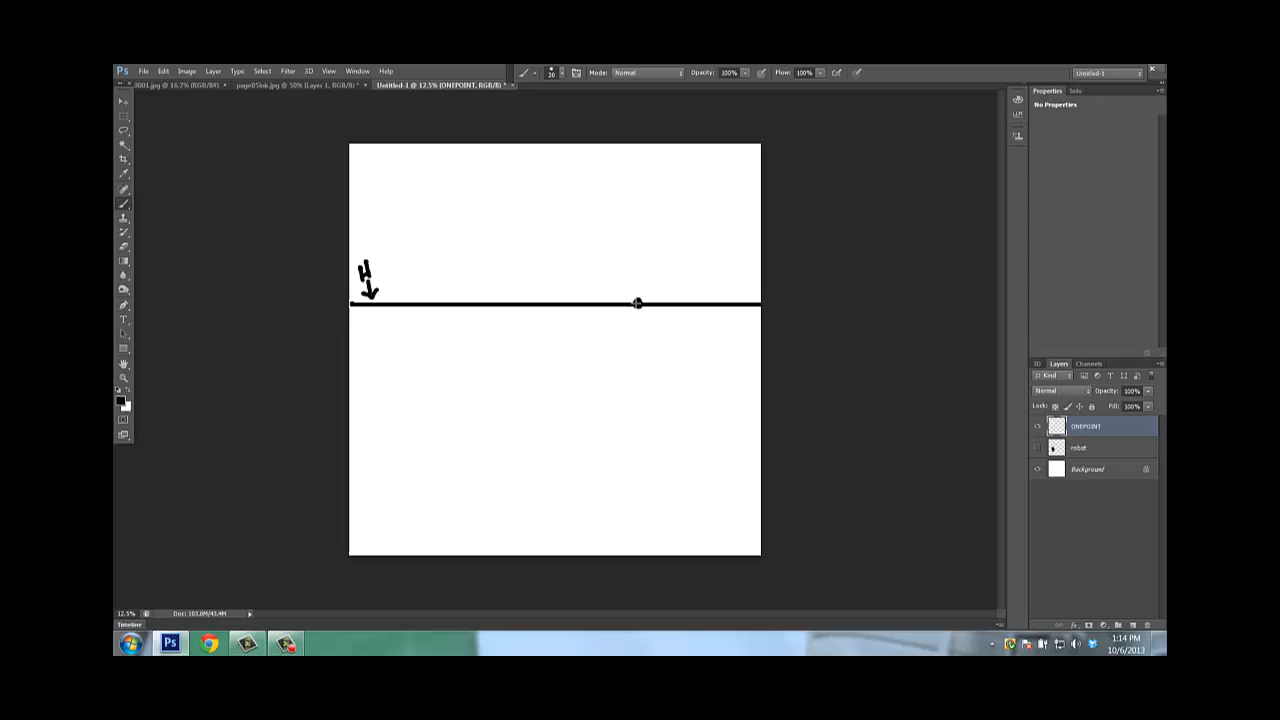 Ps File Edit Image Layer Type Select Filter 3D View Window Help
30 Mode: Normal Opacity: 100% Flow: 100% Untitled-1
0001.jpg @ 16.7% (RGB/8#) × page05ink.jpg @ 50% (Layer 1, RGB/8) * × Untitled-1 @ 12.5% (ONEPOINT, RGB/8) * ×
Properties Info
No Properties
H
3D Layers Channels
Kind
Normal Opacity: 100%
Lock: Fill: 100%
ONEPOINT
robot
Background
12.5% Doc: 103.0M/43.4M
Timeline
Ps 1:14 PM
10/6/2013